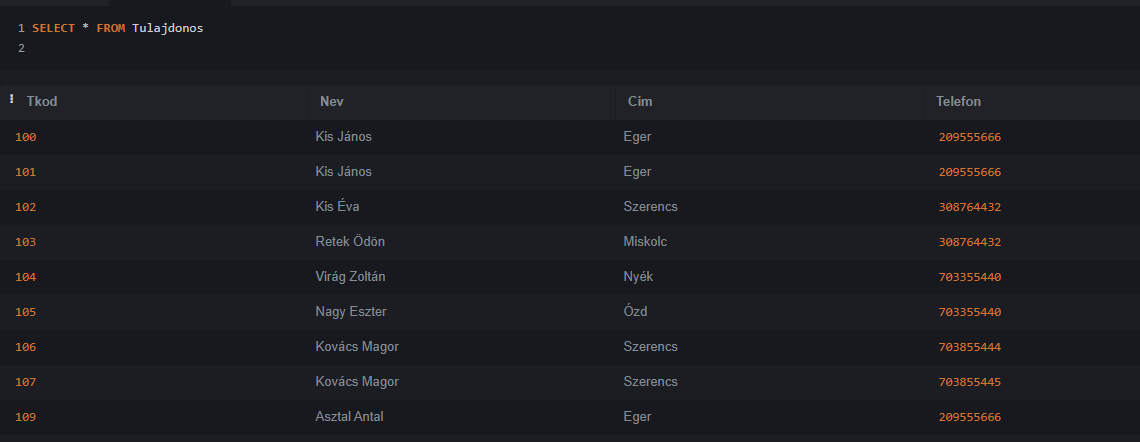 1 SELECT * FROM Tulajdonos
2
Tkod Nev Cim Telefon
100 Kis János Eger 209555666
101 Kis János Eger 209555666
102 Kis Éva Szerencs 308764432
103 Retek Ödön Miskolc 308764432
104 Virág Zoltán Nyék 703355440
105 Nagy Eszter Ózd 703355440
106 Kovács Magor Szerencs 703855444
107 Kovács Magor Szerencs 703855445
109 Asztal Antal Eger 209555666